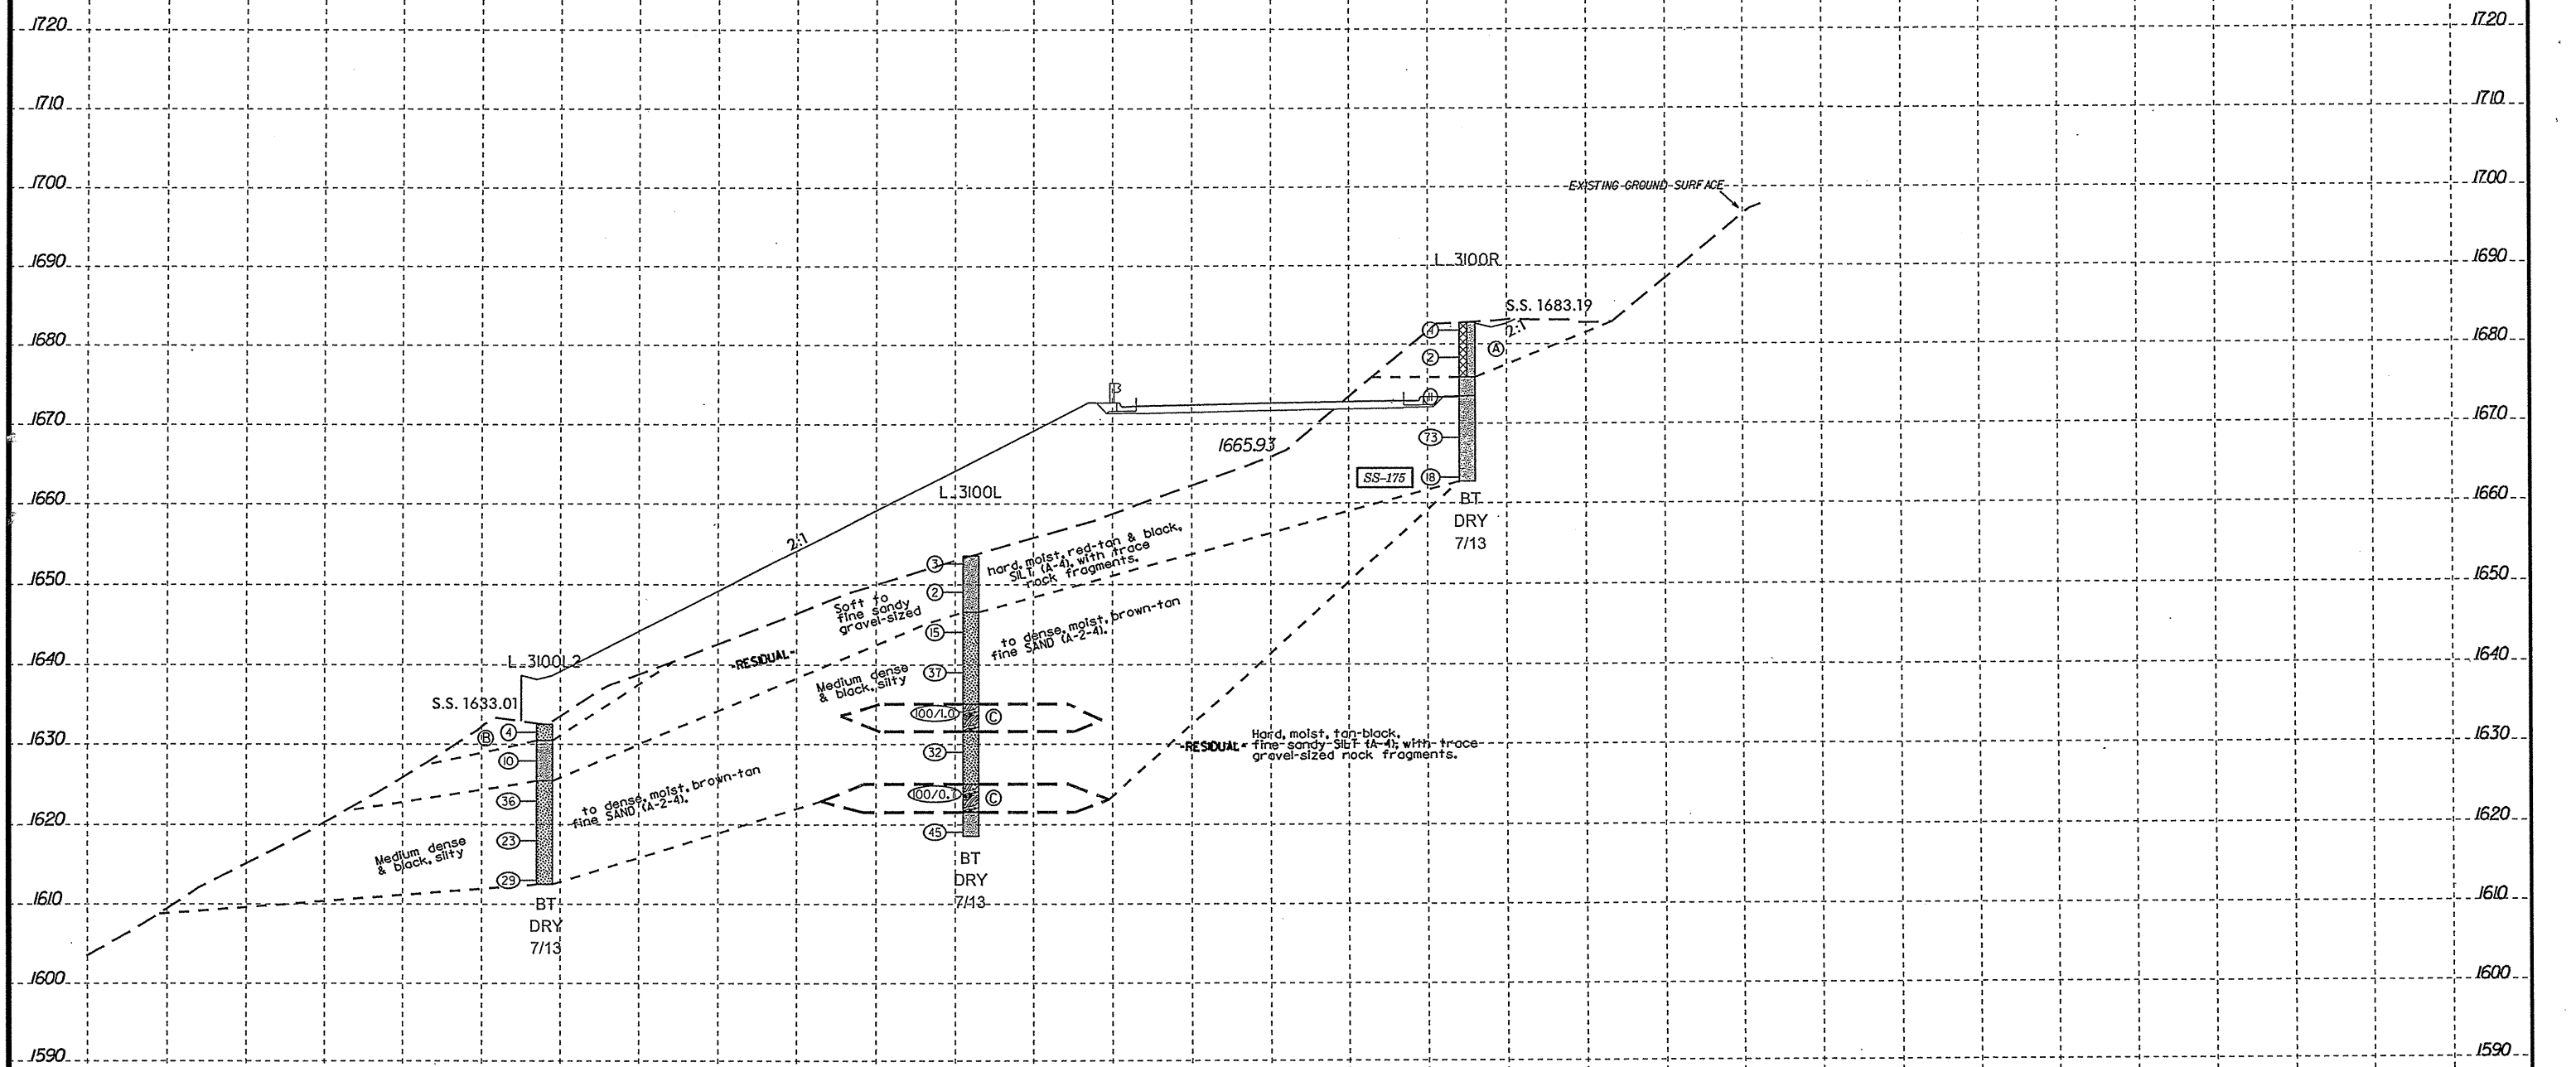 1720 1720
1710 1710
1700 1700
EXISTING GROUND SURFACE
1690 1690
L_3100R
S.S. 1683.19
2:1
4
1680 1680
2
A
1670 1670
11
73
1665.93
SS-175
18
1660 1660
BT
DRY
7/13
L_3100L
2:1
3
hard, moist, red-tan & black,
SILT (A-4), with trace
rock fragments.
1650 1650
2
Soft to
fine sandy
gravel-sized
15
to dense, moist, brown-tan
fine SAND (A-2-4).
1640 1640
-RESIDUAL-
37
Medium dense
& black, silty
L_3100L2
S.S. 1633.01
B
4
100/1.0
C
1630 1630
10
32
-RESIDUAL-
Hard, moist, tan-black,
fine sandy SILT (A-4), with trace
gravel-sized rock fragments.
36
to dense, moist, brown-tan
fine SAND (A-2-4).
C
1620 1620
45
23
Medium dense
& black, silty
29
BT
DRY
7/13
1610 1610
BT
DRY
7/13
1600 1600
1590 1590